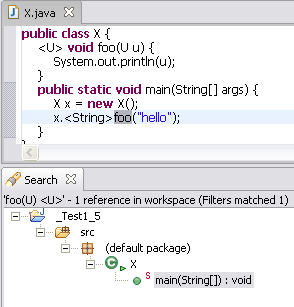 X.java
public class X {
<U> void foo(U u) {
System.out.println(u);
}
public static void main(String[] args) {
X x = new X();
x.<String>foo("hello");
}
Search
'foo(U) <U>' - 1 reference in workspace (Filters matched 1)
_Test1_5
src
(default package)
X
S
main(String[]) : void